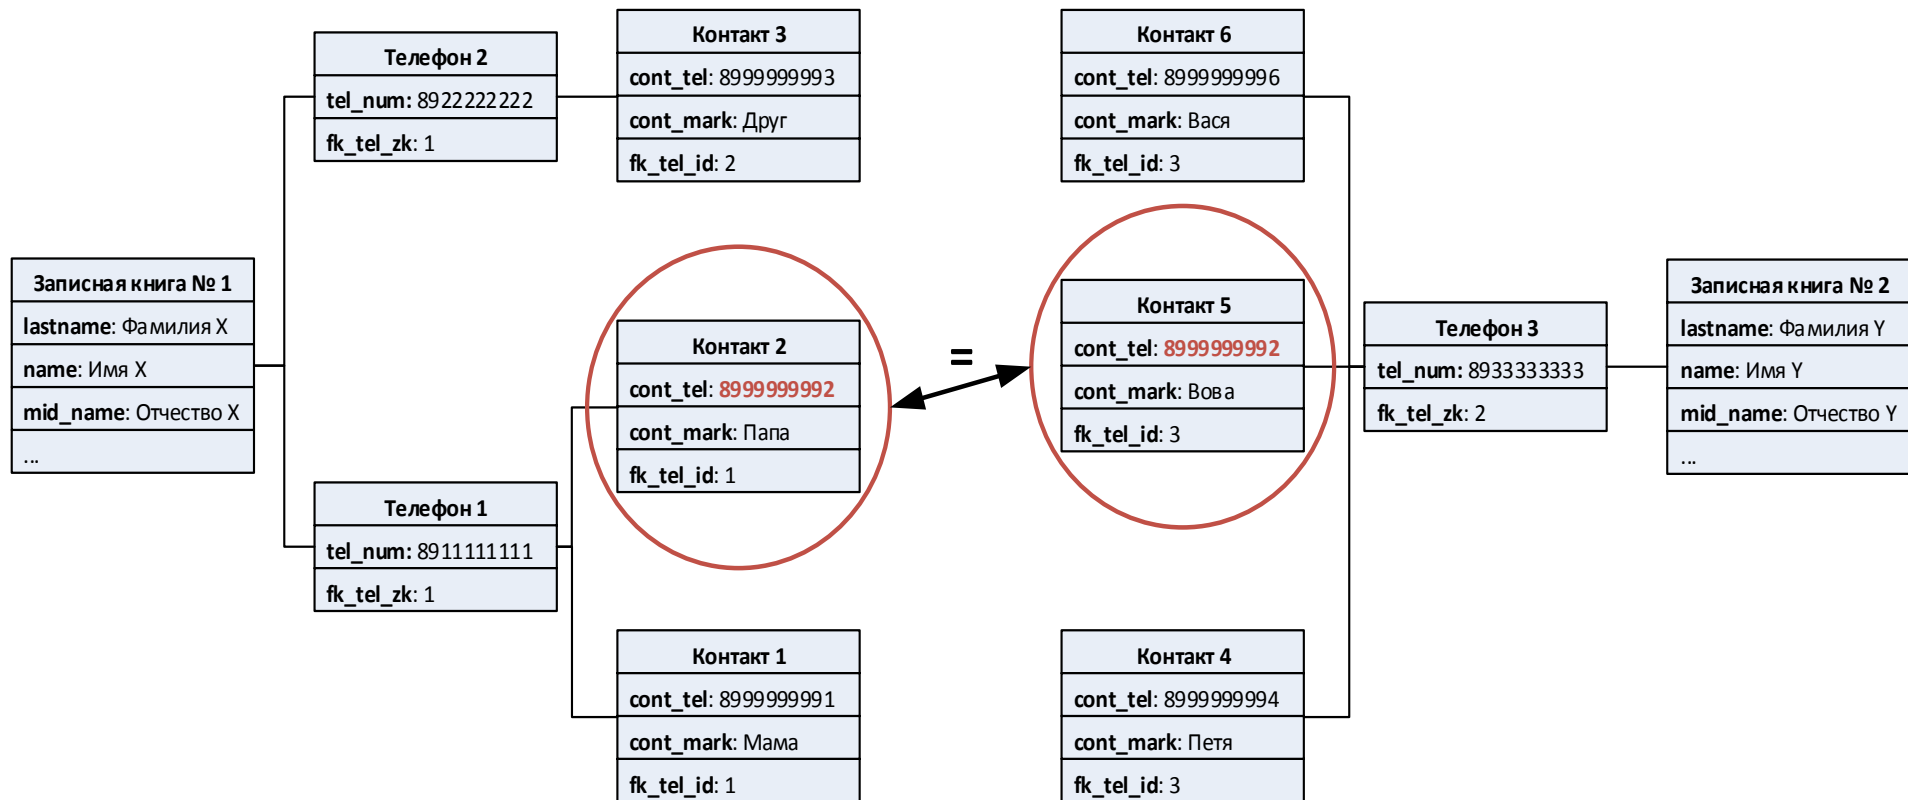 Телефон 2
tel_num: 8922222222
fk_tel_zk: 1
Контакт 3
cont_tel: 8999999993
cont_mark: Друг
fk_tel_id: 2
Контакт 6
cont_tel: 8999999996
cont_mark: Вася
fk_tel_id: 3
Записная книга № 1
lastname: Фамилия X
name: Имя X
mid_name: Отчество X
...
Контакт 2
cont_tel: 8999999992
cont_mark: Папа
fk_tel_id: 1
=
Контакт 5
cont_tel: 8999999992
cont_mark: Вова
fk_tel_id: 3
Телефон 3
tel_num: 8933333333
fk_tel_zk: 2
Записная книга № 2
lastname: Фамилия Y
name: Имя Y
mid_name: Отчество Y
...
Телефон 1
tel_num: 8911111111
fk_tel_zk: 1
Контакт 1
cont_tel: 8999999991
cont_mark: Мама
fk_tel_id: 1
Контакт 4
cont_tel: 8999999994
cont_mark: Петя
fk_tel_id: 3